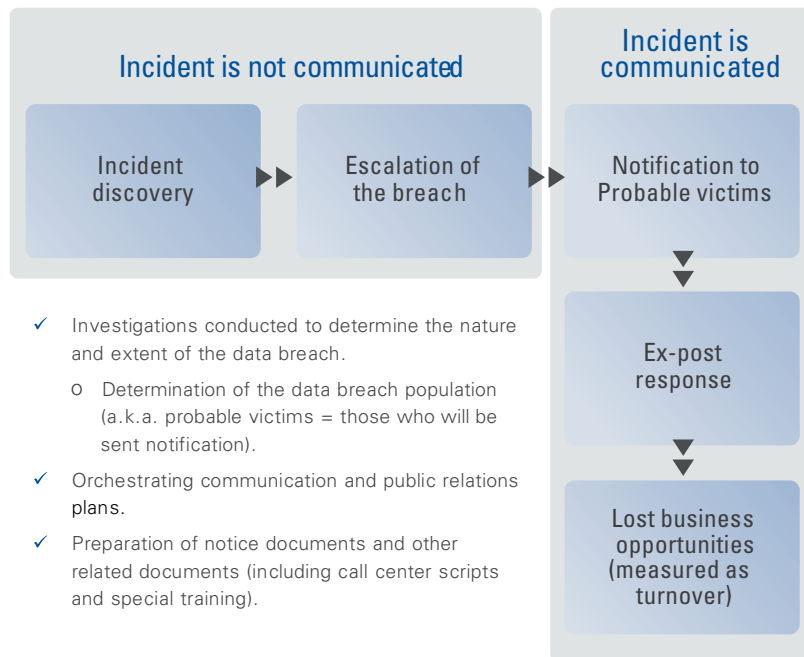 Incident is not communicated
Incident is
communicated
Incident
discovery
Escalation of
the breach
Notification to
Probable victims
Ex-post
response
Lost business
opportunities
(measured as
turnover)
✓ Investigations conducted to determine the nature
and extent of the data breach.
o Determination of the data breach population
(a.k.a. probable victims = those who will be
sent notification).
✓ Orchestrating communication and public relations
plans.
✓ Preparation of notice documents and other
related documents (including call center scripts
and special training).